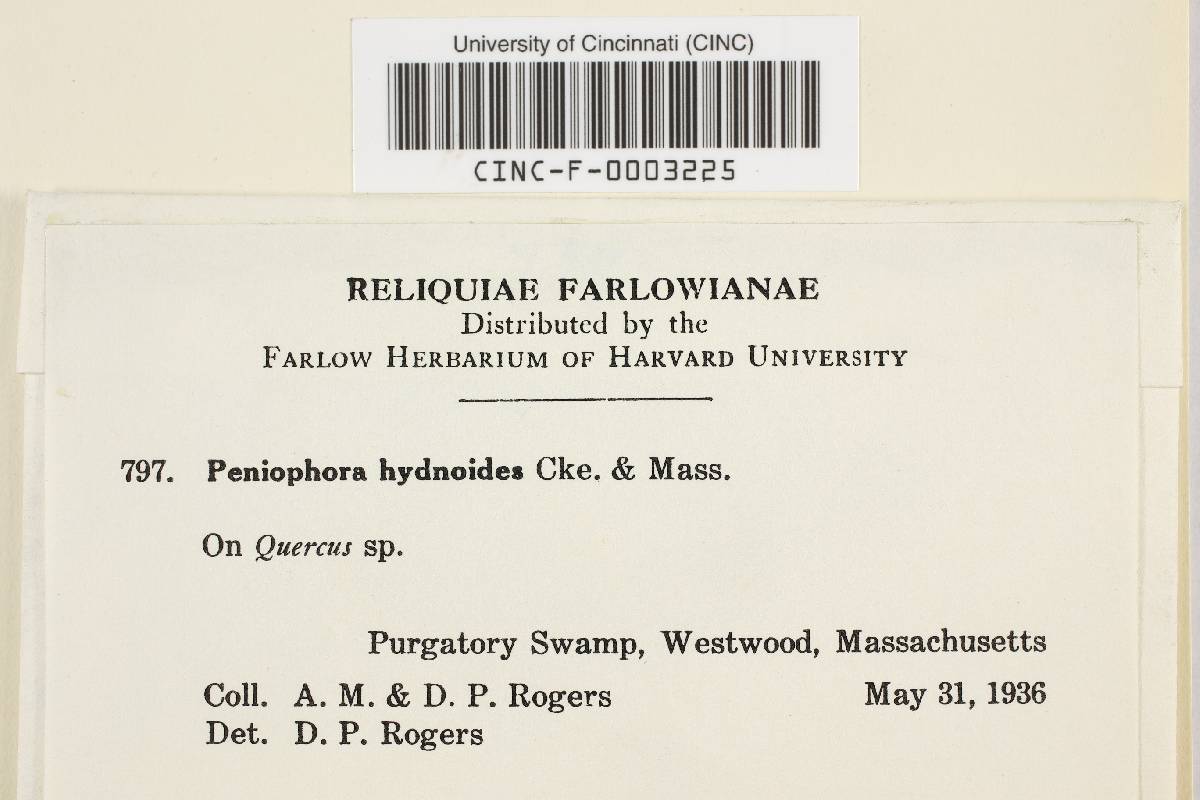 University of Cincinnati (CINC)
CINC-F-0003225
RELIQUIAE FARLOWIANAE
Distributed by the
FARLOW HERBARIUM OF HARVARD UNIVERSITY
797. Peniophora hydnoides Cke. & Mass.
On Quercus sp.
Purgatory Swamp, Westwood, Massachusetts
Coll. A. M. & D. P. Rogers May 31, 1936
Det. D. P. Rogers